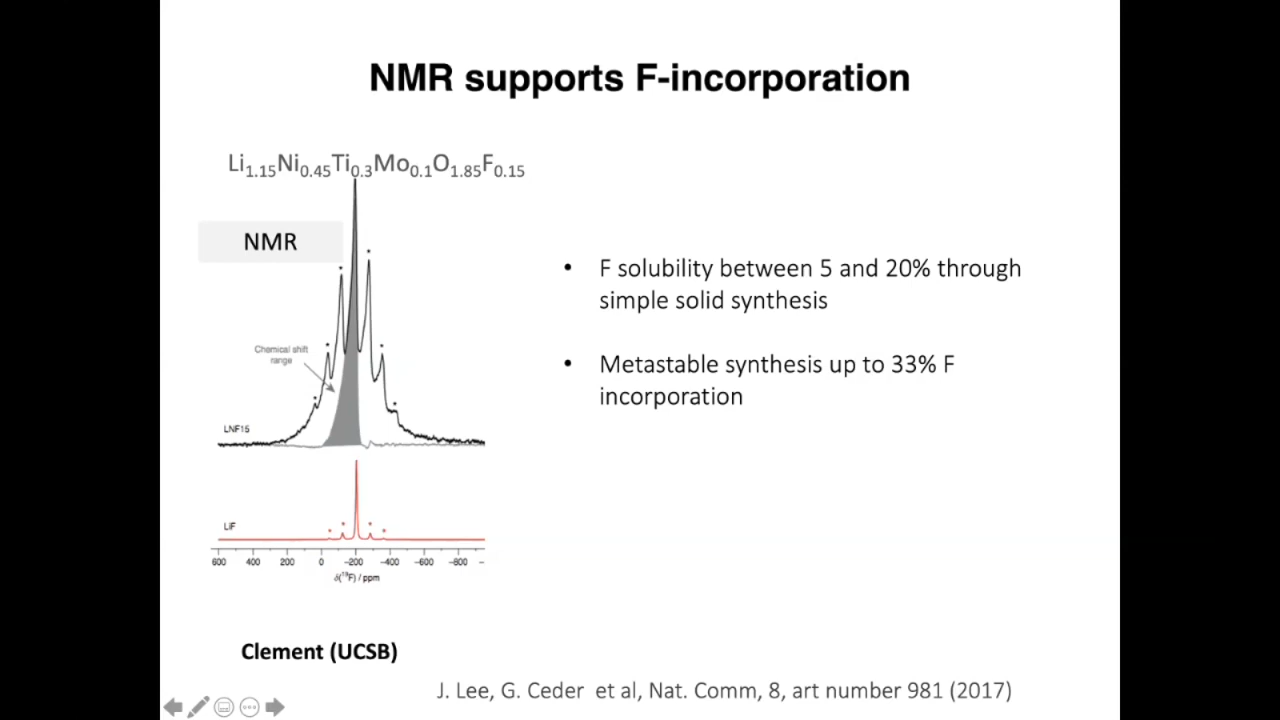 NMR supports F-incorporation
Li1.15Ni0.45Ti0.3Mo0.1O1.85F0.15
NMR
Chemical shift
range
LNF15
LiF
600 400 200 0 −200 −400 −600 −800 −
δ(19F) / ppm
• F solubility between 5 and 20% through
simple solid synthesis
• Metastable synthesis up to 33% F
incorporation
Clement (UCSB)
J. Lee, G. Ceder et al, Nat. Comm, 8, art number 981 (2017)